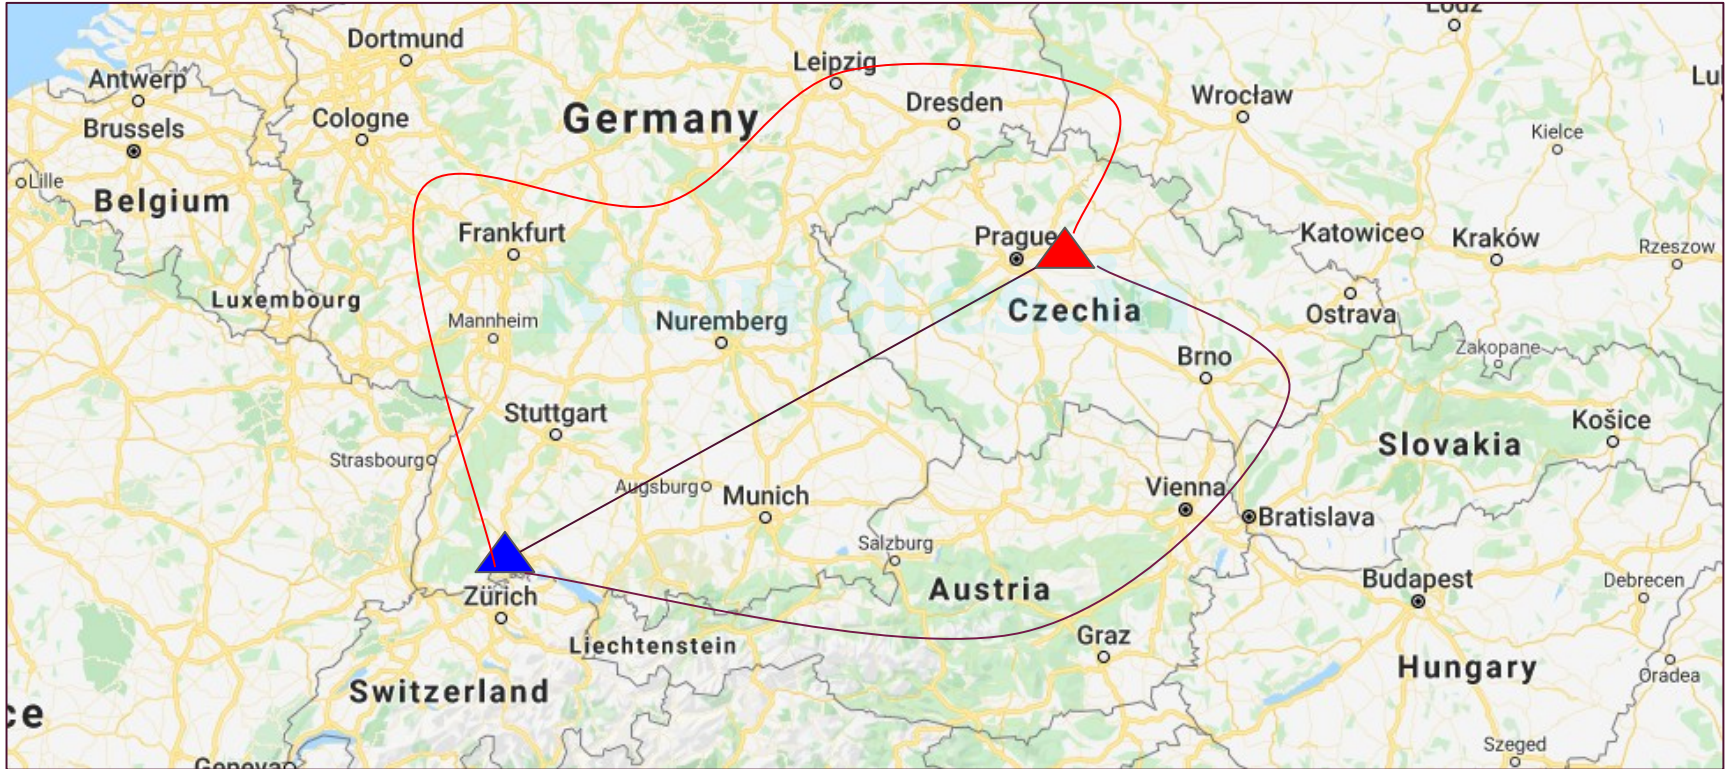 Łódź
Dortmund
Leipzig
Antwerp
Lu
Dresden
Wrocław
Germany
Cologne
Brussels
Kielce
Lille
Belgium
Frankfurt
Prague
Katowice
Kraków
Rzeszow
Luxembourg
Czechia
Mannheim
Nuremberg
Ostrava
Zakopane
Brno
Stuttgart
Košice
Slovakia
Strasbourg
Augsburg
Munich
Vienna
Bratislava
Salzburg
Zürich
Austria
Budapest
Debrecen
Liechtenstein
Graz
Hungary
Oradea
Switzerland
ce
Szeged
Geneva